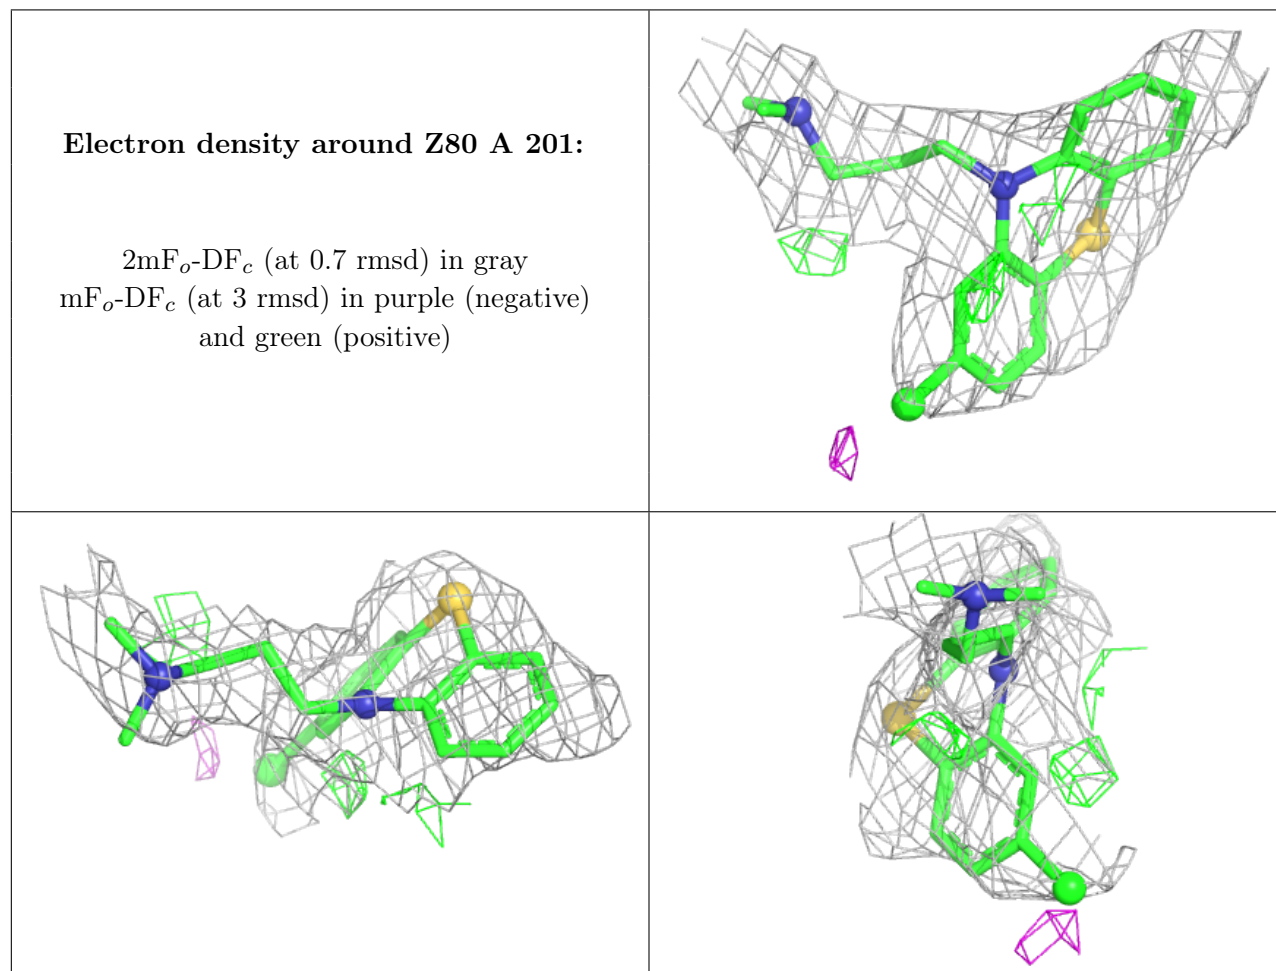 Electron density around Z80 A 201:
2mFₒ-DF𝒸 (at 0.7 rmsd) in gray
mFₒ-DF𝒸 (at 3 rmsd) in purple (negative)
and green (positive)